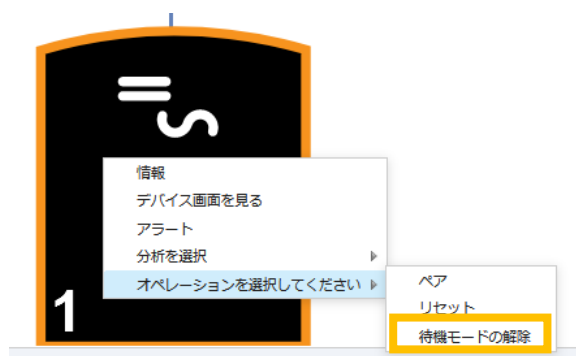 情報
デバイス画面を見る
アラート
分析を選択
オペレーションを選択してください
ペア
リセット
待機モードの解除
1